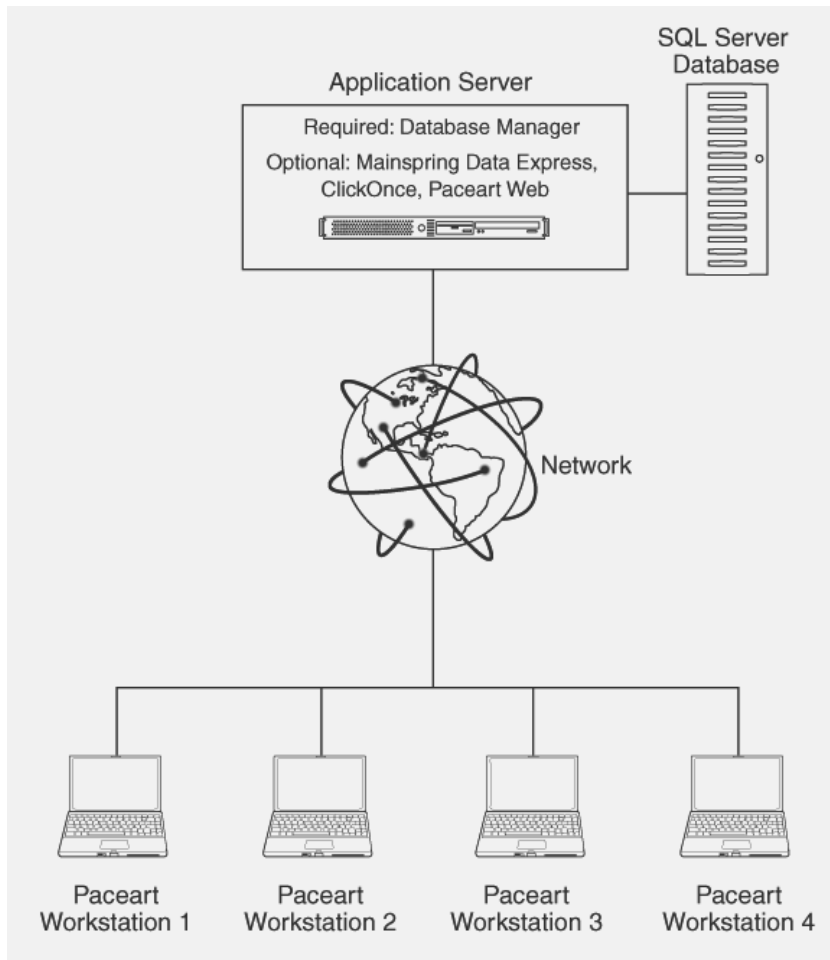 SQL Server
Database
Application Server
Required: Database Manager
Optional: Mainspring Data Express,
ClickOnce, Paceart Web
Network
Paceart
Workstation 1
Paceart
Workstation 2
Paceart
Workstation 3
Paceart
Workstation 4